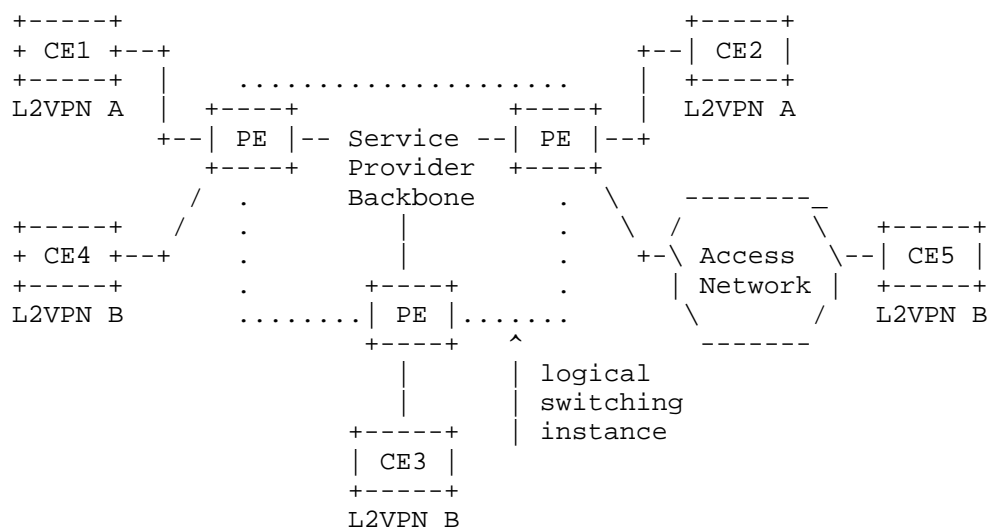 CE1 CE2
L2VPN A L2VPN A
PE Service PE
Provider
Backbone
CE4 Access CE5
Network
L2VPN B PE L2VPN B
logical
switching
CE3 instance
L2VPN B